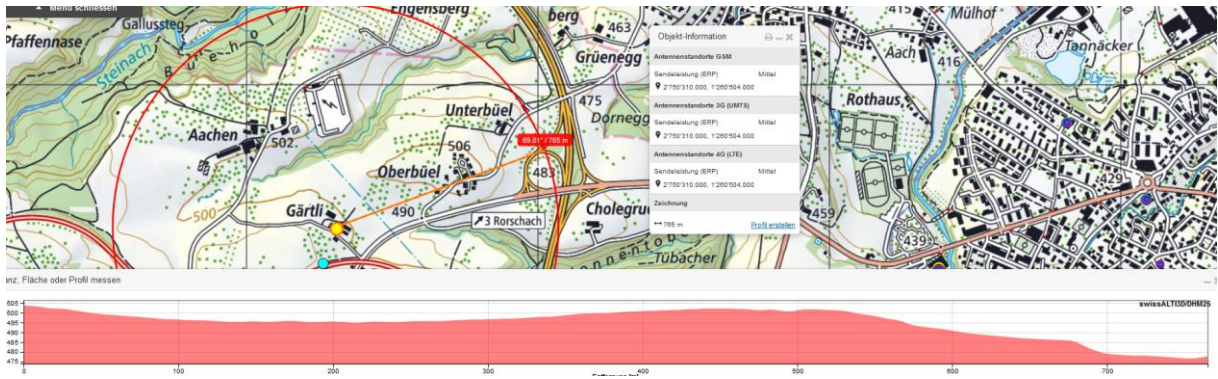 Menü schliessen
Gallussteg
Pfaffennase
Steinach
Engensberg
berg
463
Grüenegg
415
Mülhof
Tannäcker
Aach
416
Unterbüel
475
Dornegg
Rothaus
Aachen
502
69.81° / 765 m
506
Oberbüel
483
429
500
Gärtli
490
3 Rorschach
459
439
Tübacher
Objekt-Information
Antennenstandorte GSM
Sendeleistung (ERP) Mittel
2'750'310.000, 1'260'504.000
Antennenstandorte 3G (UMTS)
Sendeleistung (ERP) Mittel
2'750'310.000, 1'260'504.000
Antennenstandorte 4G (LTE)
Sendeleistung (ERP) Mittel
2'750'310.000, 1'260'504.000
Zeichnung
765 m Profil erstellen
anz, Fläche oder Profil messen
swissALTI3D/DHM25
505
500
495
490
485
480
475
0 100 200 300 400 500 600 700
Entfernung [m]